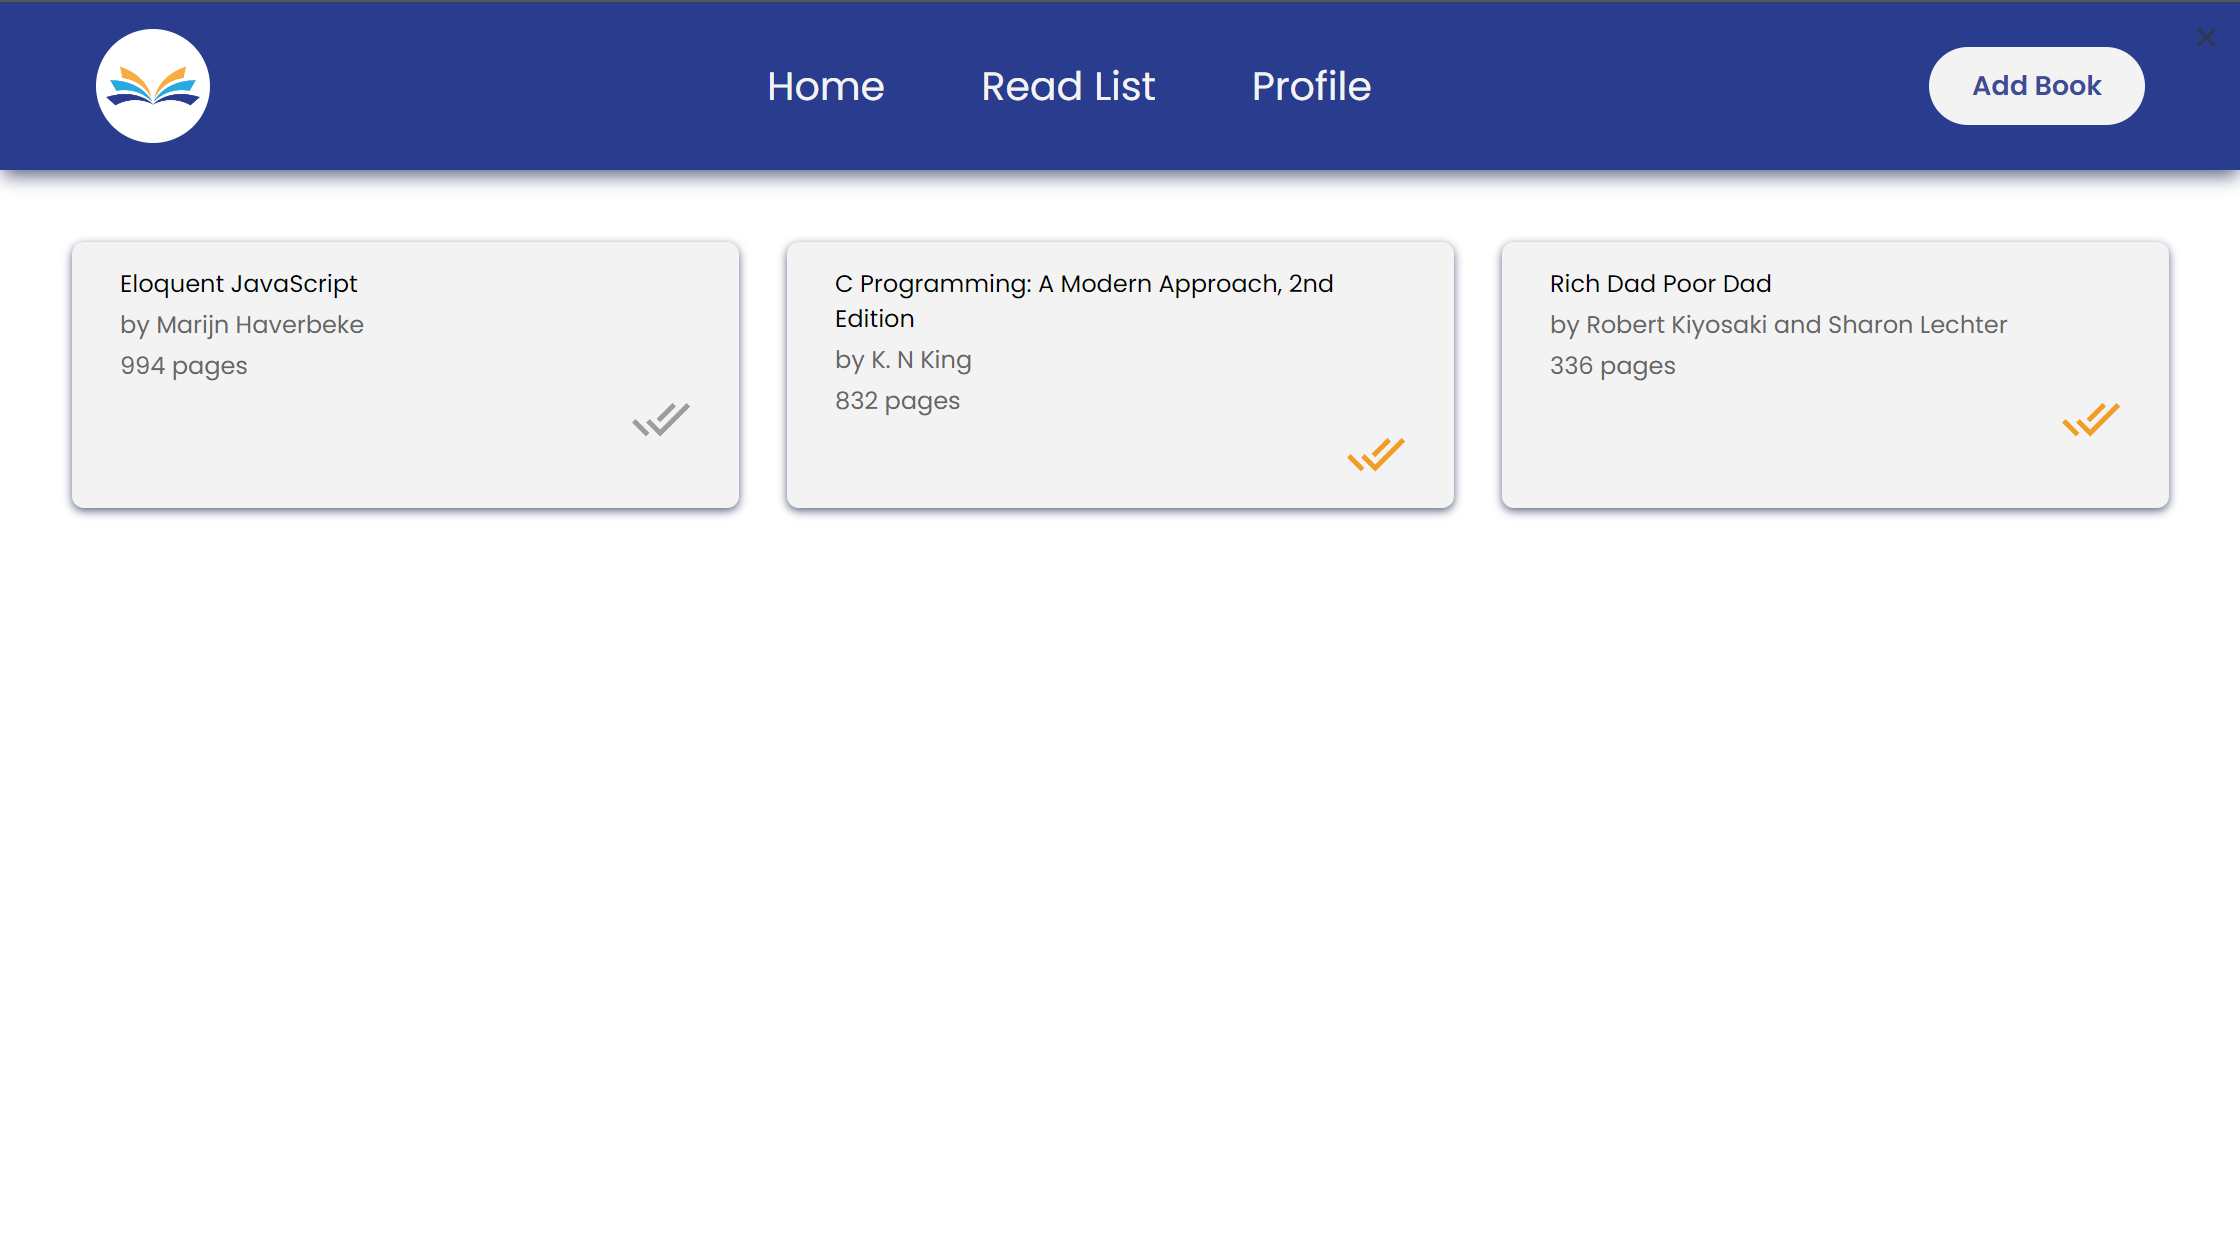 Home
Read List
Profile
Add Book
Eloquent JavaScript
by Marijn Haverbeke
994 pages
C Programming: A Modern Approach, 2nd
Edition
by K. N King
832 pages
Rich Dad Poor Dad
by Robert Kiyosaki and Sharon Lechter
336 pages